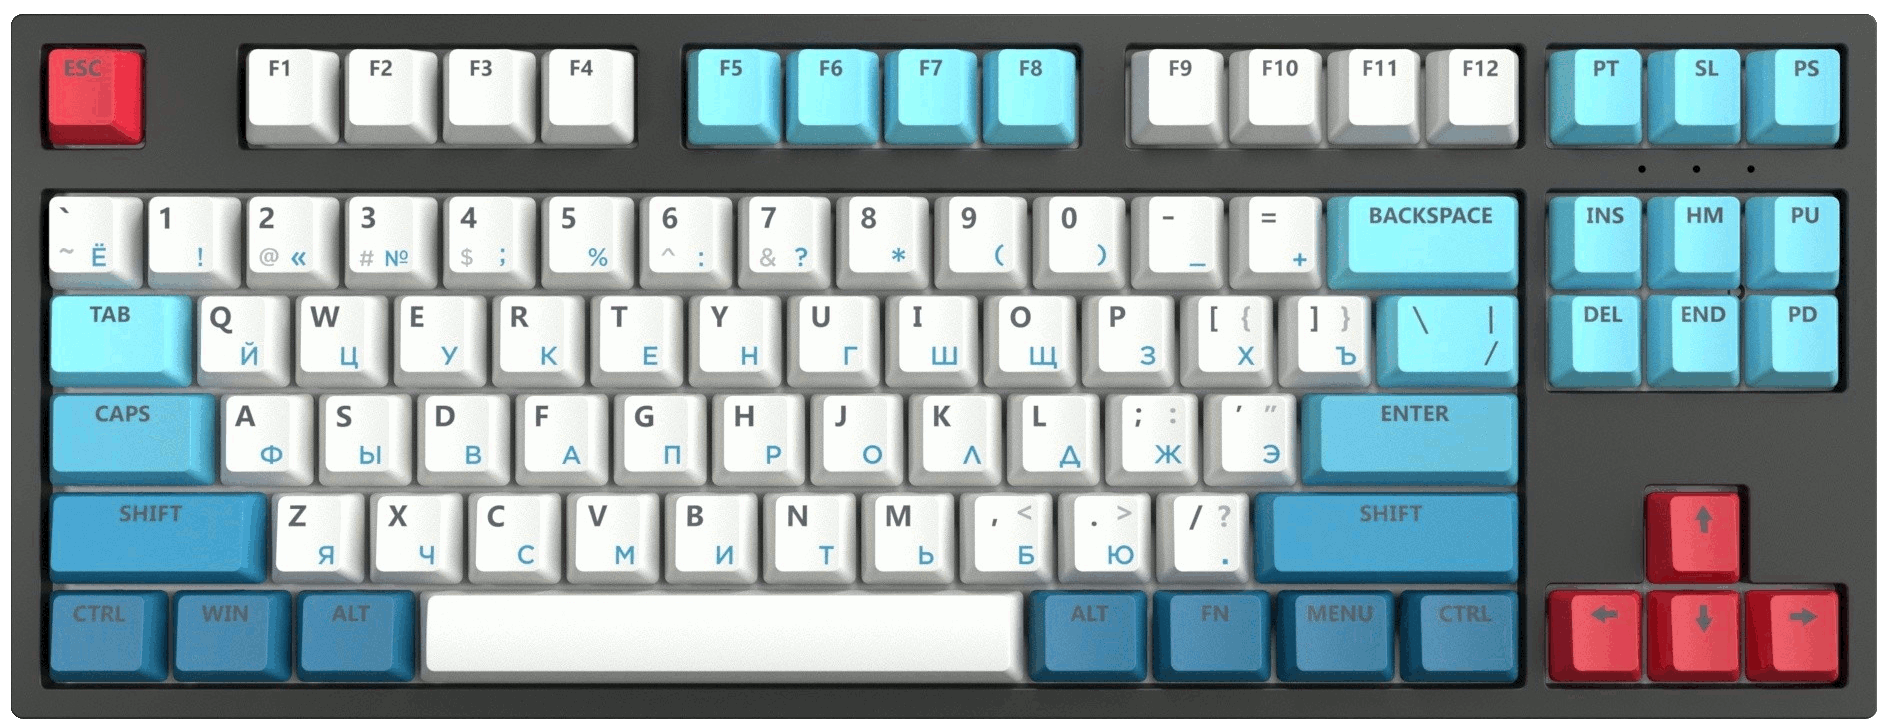 ESC F1 F2 F3 F4 F5 F6 F7 F8 F9 F10 F11 F12 PT SL PS
` 1 2 3 4 5 6 7 8 9 0 - = BACKSPACE INS HM PU
~ Ё ! @ « # № $ ; % ^ : & ? * ( ) _ +
TAB Q W E R T Y U I O P [ { ] } \ | DEL END PD
Й Ц У К Е Н Г Ш Щ З Х Ъ /
CAPS A S D F G H J K L ; : ' " ENTER
Ф Ы В А П Р О Л Д Ж Э
SHIFT Z X C V B N M , < . > / ? SHIFT ↑
Я Ч С М И Т Ь Б Ю .
CTRL WIN ALT ALT FN MENU CTRL ← ↓ →